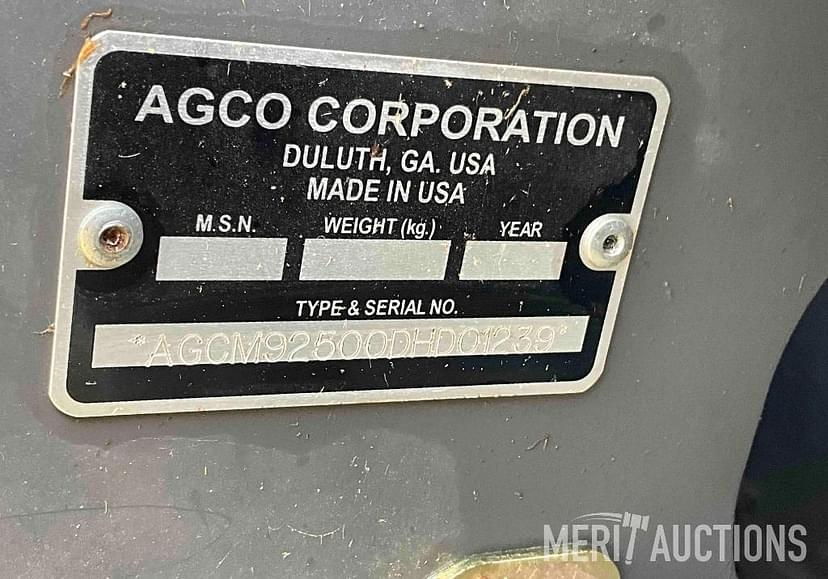 AGCO CORPORATION
DULUTH, GA. USA
MADE IN USA
M.S.N. WEIGHT (kg.) YEAR
TYPE & SERIAL NO.
*AGCM92500DHD01239*
MERIT AUCTIONS